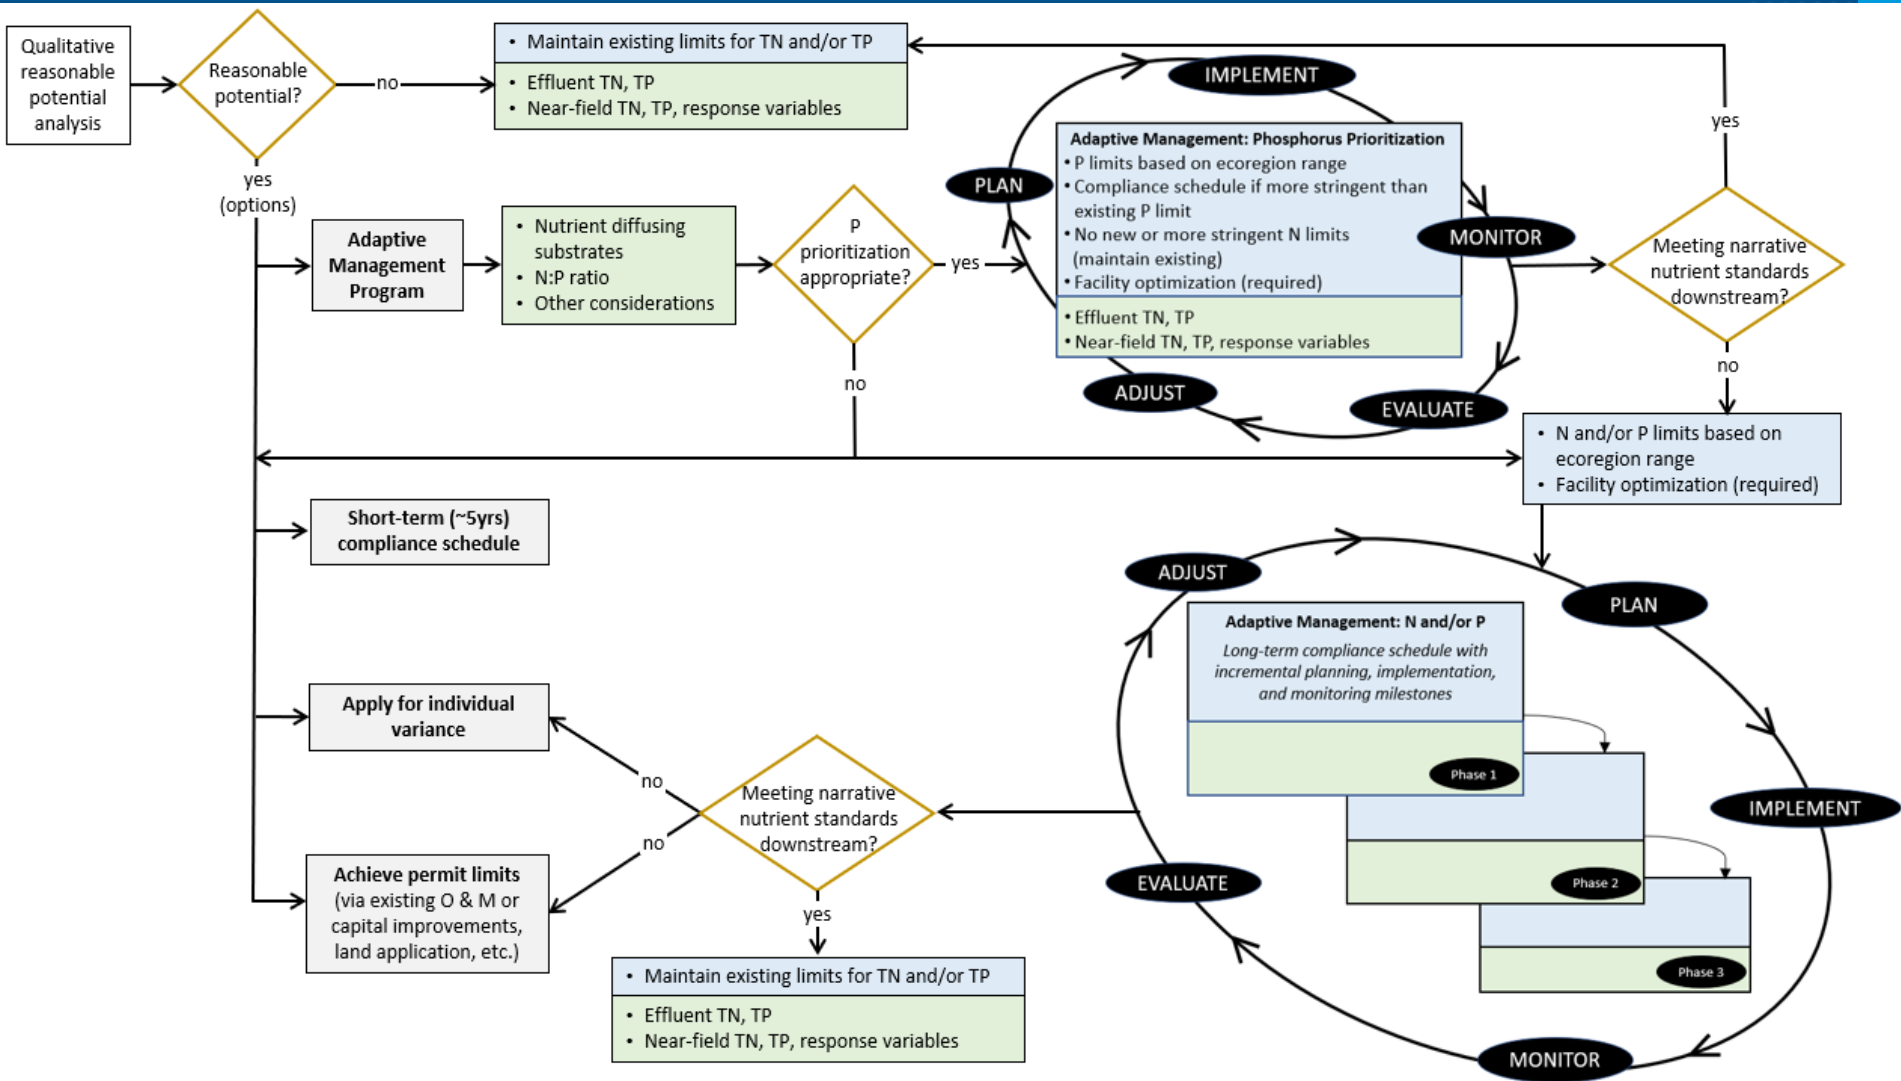 Qualitative
reasonable
potential
analysis
Reasonable
potential?
no
• Maintain existing limits for TN and/or TP
• Effluent TN, TP
• Near-field TN, TP, response variables
yes
(options)
Adaptive
Management
Program
• Nutrient diffusing
substrates
• N:P ratio
• Other considerations
P
prioritization
appropriate?
yes
no
PLAN
IMPLEMENT
MONITOR
EVALUATE
ADJUST
Adaptive Management: Phosphorus Prioritization
• P limits based on ecoregion range
• Compliance schedule if more stringent than
existing P limit
• No new or more stringent N limits
(maintain existing)
• Facility optimization (required)
• Effluent TN, TP
• Near-field TN, TP, response variables
yes
Meeting narrative
nutrient standards
downstream?
no
• N and/or P limits based on
ecoregion range
• Facility optimization (required)
Short-term (~5yrs)
compliance schedule
Apply for individual
variance
Achieve permit limits
(via existing O & M or
capital improvements,
land application, etc.)
no
no
Meeting narrative
nutrient standards
downstream?
yes
• Maintain existing limits for TN and/or TP
• Effluent TN, TP
• Near-field TN, TP, response variables
ADJUST
PLAN
IMPLEMENT
MONITOR
EVALUATE
Adaptive Management: N and/or P
Long-term compliance schedule with
incremental planning, implementation,
and monitoring milestones
Phase 1
Phase 2
Phase 3